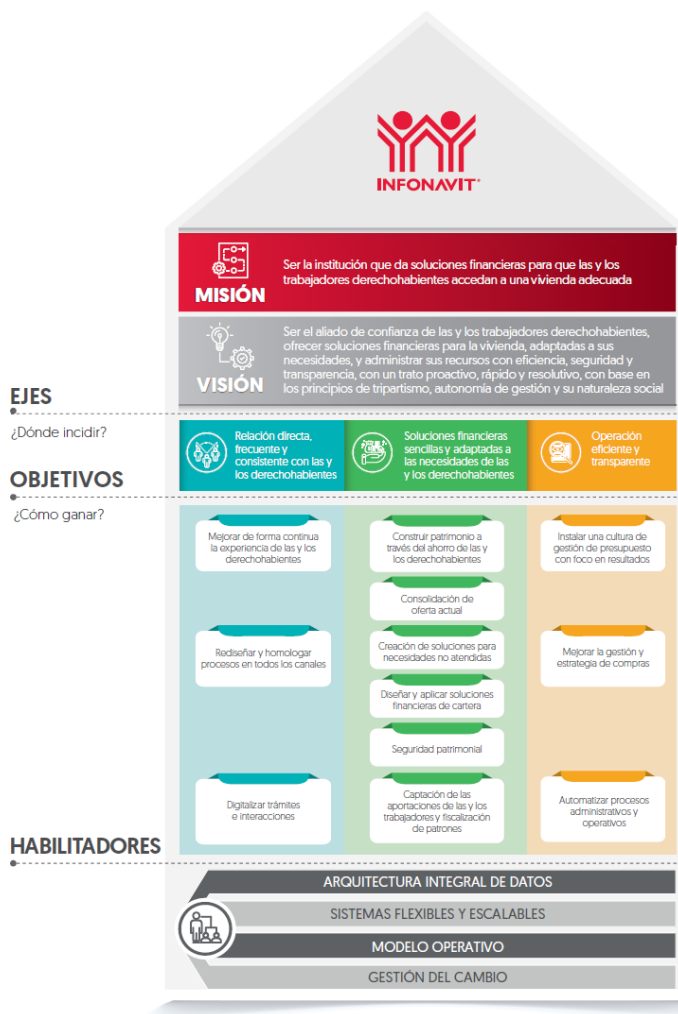 INFONAVIT
MISIÓN
Ser la institución que da soluciones financieras para que las y los
trabajadores derechohabientes accedan a una vivienda adecuada
VISIÓN
Ser el aliado de confianza de las y los trabajadores derechohabientes,
ofrecer soluciones financieras para la vivienda, adaptadas a sus
necesidades, y administrar sus recursos con eficiencia, seguridad y
transparencia, con un trato proactivo, rápido y resolutivo, con base en
los principios de tripartismo, autonomía de gestión y su naturaleza social
EJES
¿Dónde incidir?
Relación directa,
frecuente y
consistente con las y
los derechohabientes
Soluciones financieras
sencillas y adaptadas a
las necesidades de las
y los derechohabientes
Operación
eficiente y
transparente
OBJETIVOS
¿Cómo ganar?
Mejorar de forma continua
la experiencia de las y los
derechohabientes
Rediseñar y homologar
procesos en todos los canales
Digitalizar trámites
e interacciones
Construir patrimonio a
través del ahorro de las y
los derechohabientes
Consolidación de
oferta actual
Creación de soluciones para
necesidades no atendidas
Diseñar y aplicar soluciones
financieras de cartera
Seguridad patrimonial
Captación de las
aportaciones de las y los
trabajadores y fiscalización
de patrones
Instalar una cultura de
gestión de presupuesto
con foco en resultados
Mejorar la gestión y
estrategia de compras
Automatizar procesos
administrativos y
operativos
HABILITADORES
ARQUITECTURA INTEGRAL DE DATOS
SISTEMAS FLEXIBLES Y ESCALABLES
MODELO OPERATIVO
GESTIÓN DEL CAMBIO